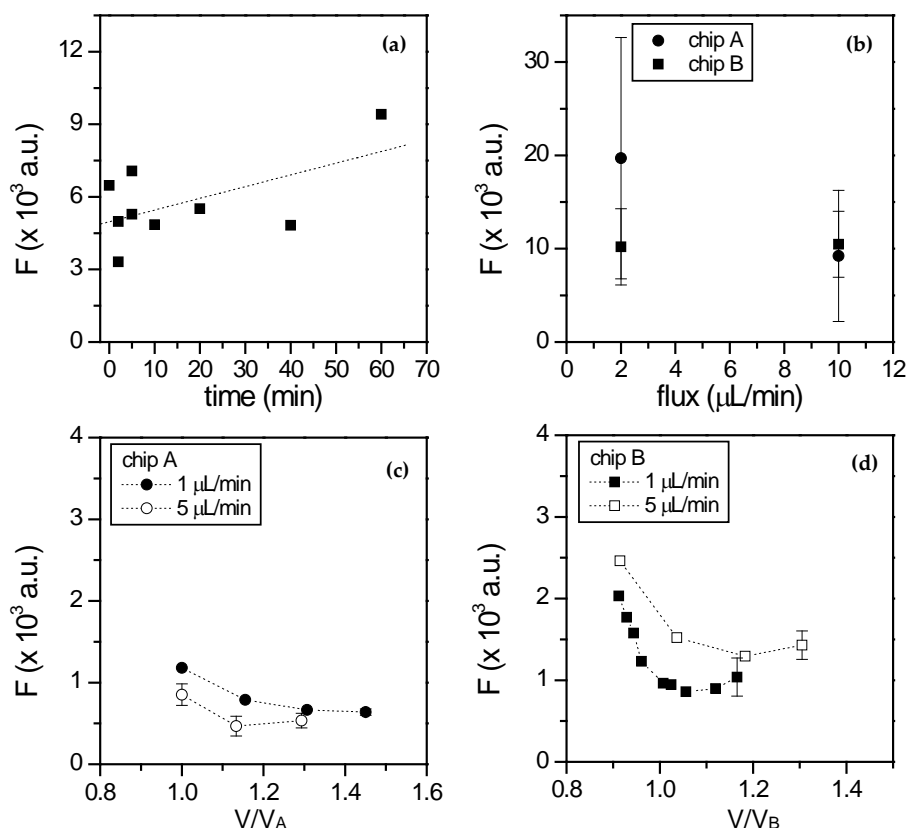 (a)
F (x 10³ a.u.)
13
9
6
3
0
0 10 20 30 40 50 60 70
time (min)
(b)
chip A
chip B
F (x 10³ a.u.)
30
20
10
0
0 2 4 6 8 10 12
flux (μL/min)
(c)
chip A
1 μL/min
5 μL/min
F (x 10³ a.u.)
4
3
2
1
0
0.8 1.0 1.2 1.4 1.6
V/V_A
(d)
chip B
1 μL/min
5 μL/min
F (x 10³ a.u.)
4
3
2
1
0
0.8 1.0 1.2 1.4
V/V_B